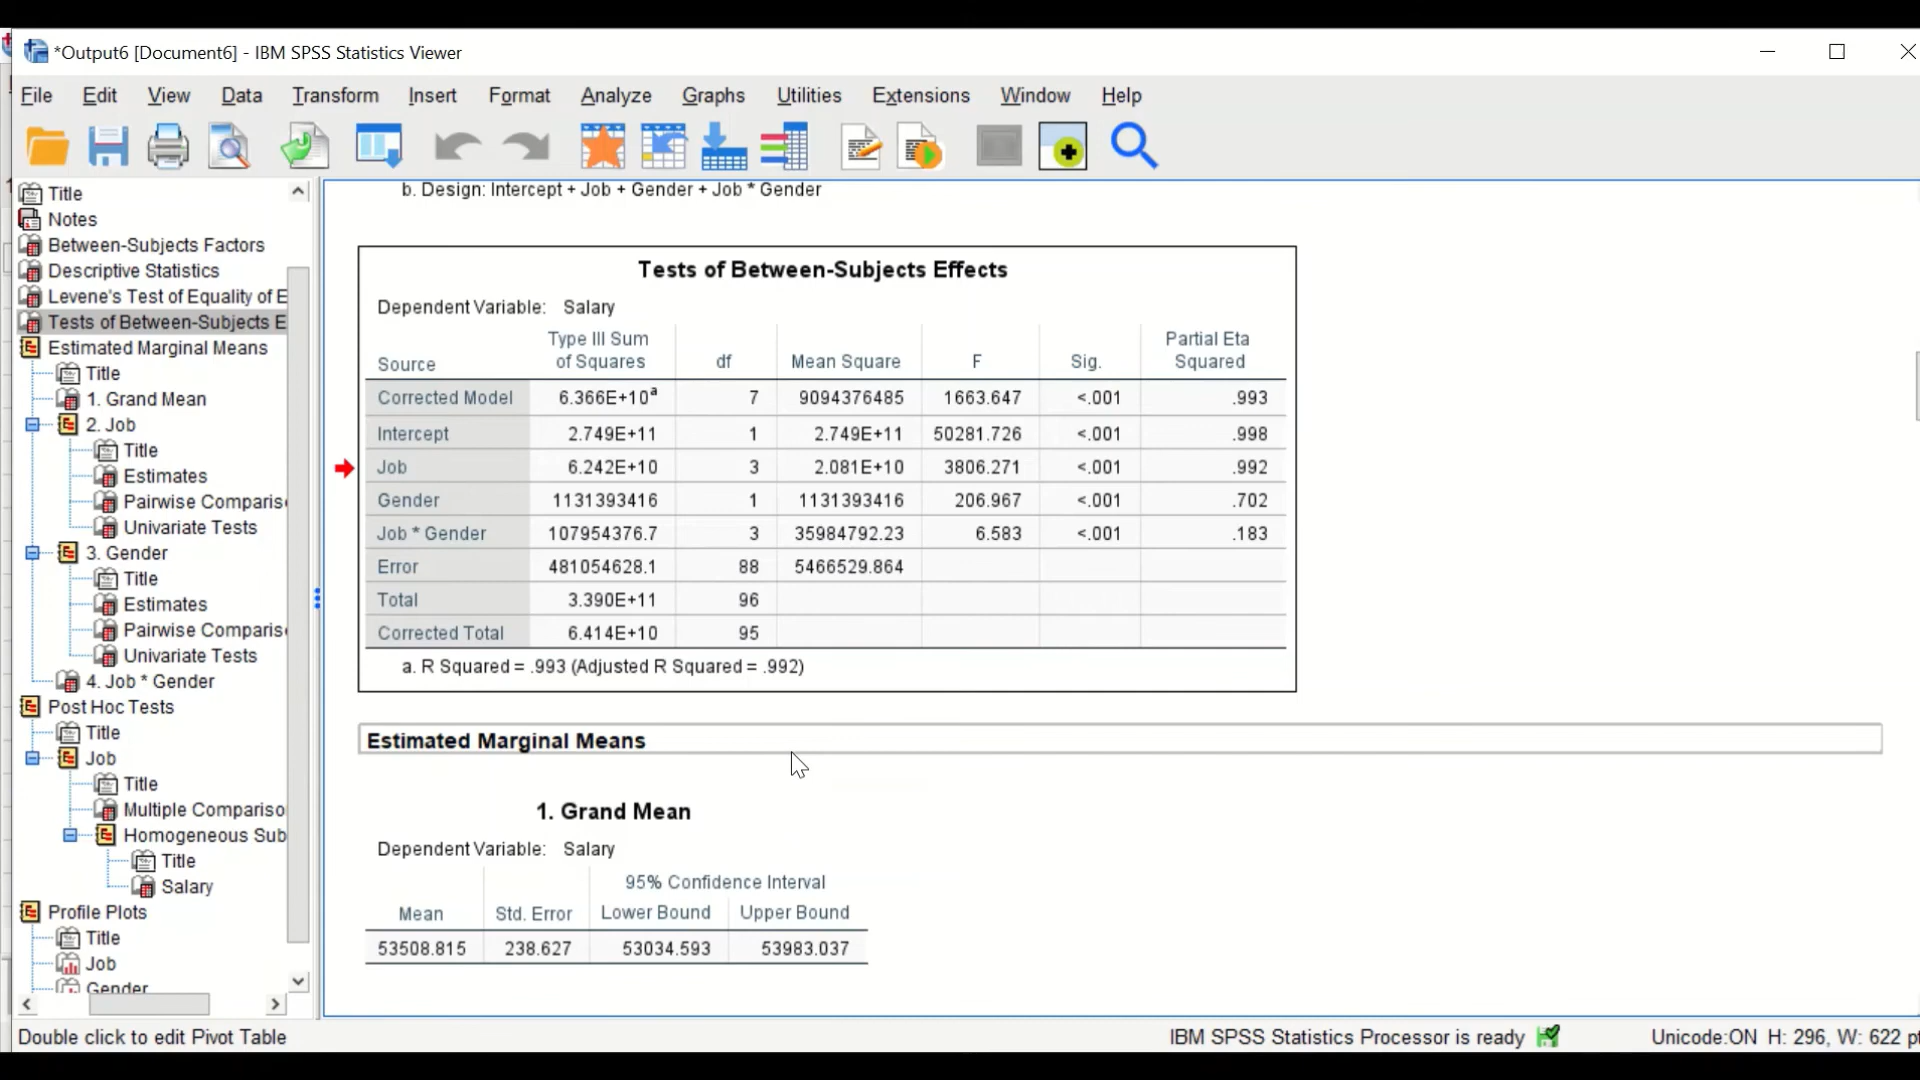 *Output6 [Document6] - IBM SPSS Statistics Viewer
File Edit View Data Transform Insert Format Analyze Graphs Utilities Extensions Window Help
Title
Notes
Between-Subjects Factors
Descriptive Statistics
Levene's Test of Equality of E
Tests of Between-Subjects E
Estimated Marginal Means
Title
1. Grand Mean
2. Job
Title
Estimates
Pairwise Comparis
Univariate Tests
3. Gender
Title
Estimates
Pairwise Comparis
Univariate Tests
4. Job * Gender
Post Hoc Tests
Title
Job
Title
Multiple Compariso
Homogeneous Sub
Title
Salary
Profile Plots
Title
Job
Gender
b. Design: Intercept + Job + Gender + Job * Gender
Tests of Between-Subjects Effects
Dependent Variable: Salary
Source Type III Sum of Squares df Mean Square F Sig. Partial Eta Squared
Corrected Model 6.366E+10a 7 9094376485 1663.647 <.001 .993
Intercept 2.749E+11 1 2.749E+11 50281.726 <.001 .998
Job 6.242E+10 3 2.081E+10 3806.271 <.001 .992
Gender 1131393416 1 1131393416 206.967 <.001 .702
Job * Gender 107954376.7 3 35984792.23 6.583 <.001 .183
Error 481054628.1 88 5466529.864
Total 3.390E+11 96
Corrected Total 6.414E+10 95
a. R Squared = .993 (Adjusted R Squared = .992)
Estimated Marginal Means
1. Grand Mean
Dependent Variable: Salary
95% Confidence Interval
Mean Std. Error Lower Bound Upper Bound
53508.815 238.627 53034.593 53983.037
Double click to edit Pivot Table IBM SPSS Statistics Processor is ready Unicode:ON H: 296, W: 622 pt